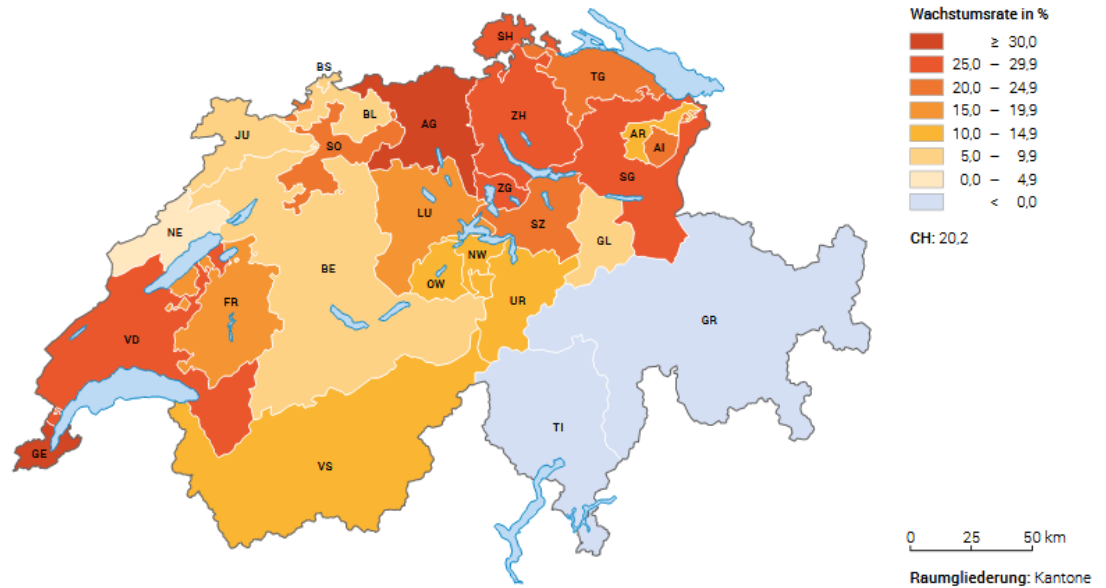 Wachstumsrate in %
≥ 30,0
25,0 – 29,9
20,0 – 24,9
15,0 – 19,9
10,0 – 14,9
5,0 – 9,9
0,0 – 4,9
< 0,0
CH: 20,2
SH
BS
TG
BL
AG
ZH
JU
AR
SO
AI
SG
ZG
LU
SZ
NE
GL
NW
BE
OW
UR
FR
GR
VD
TI
GE
VS
0 25 50 km
Raumgliederung: Kantone